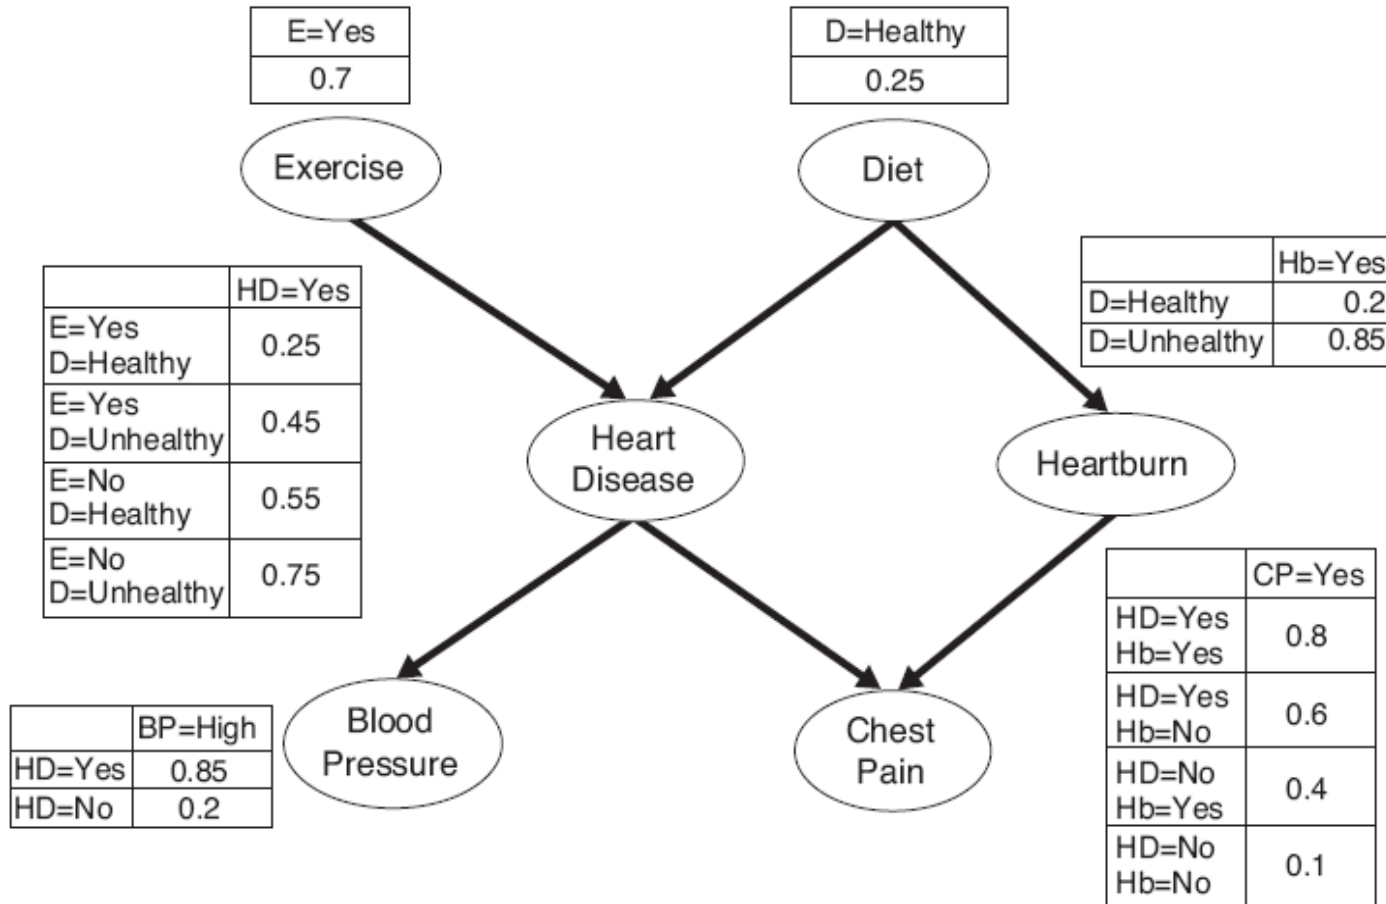 E=Yes
0.7
D=Healthy
0.25
Exercise
Diet
HD=Yes
E=Yes
D=Healthy
0.25
E=Yes
D=Unhealthy
0.45
E=No
D=Healthy
0.55
E=No
D=Unhealthy
0.75
Hb=Yes
D=Healthy 0.2
D=Unhealthy 0.85
Heart
Disease
Heartburn
BP=High
HD=Yes 0.85
HD=No 0.2
Blood
Pressure
Chest
Pain
CP=Yes
HD=Yes
Hb=Yes
0.8
HD=Yes
Hb=No
0.6
HD=No
Hb=Yes
0.4
HD=No
Hb=No
0.1